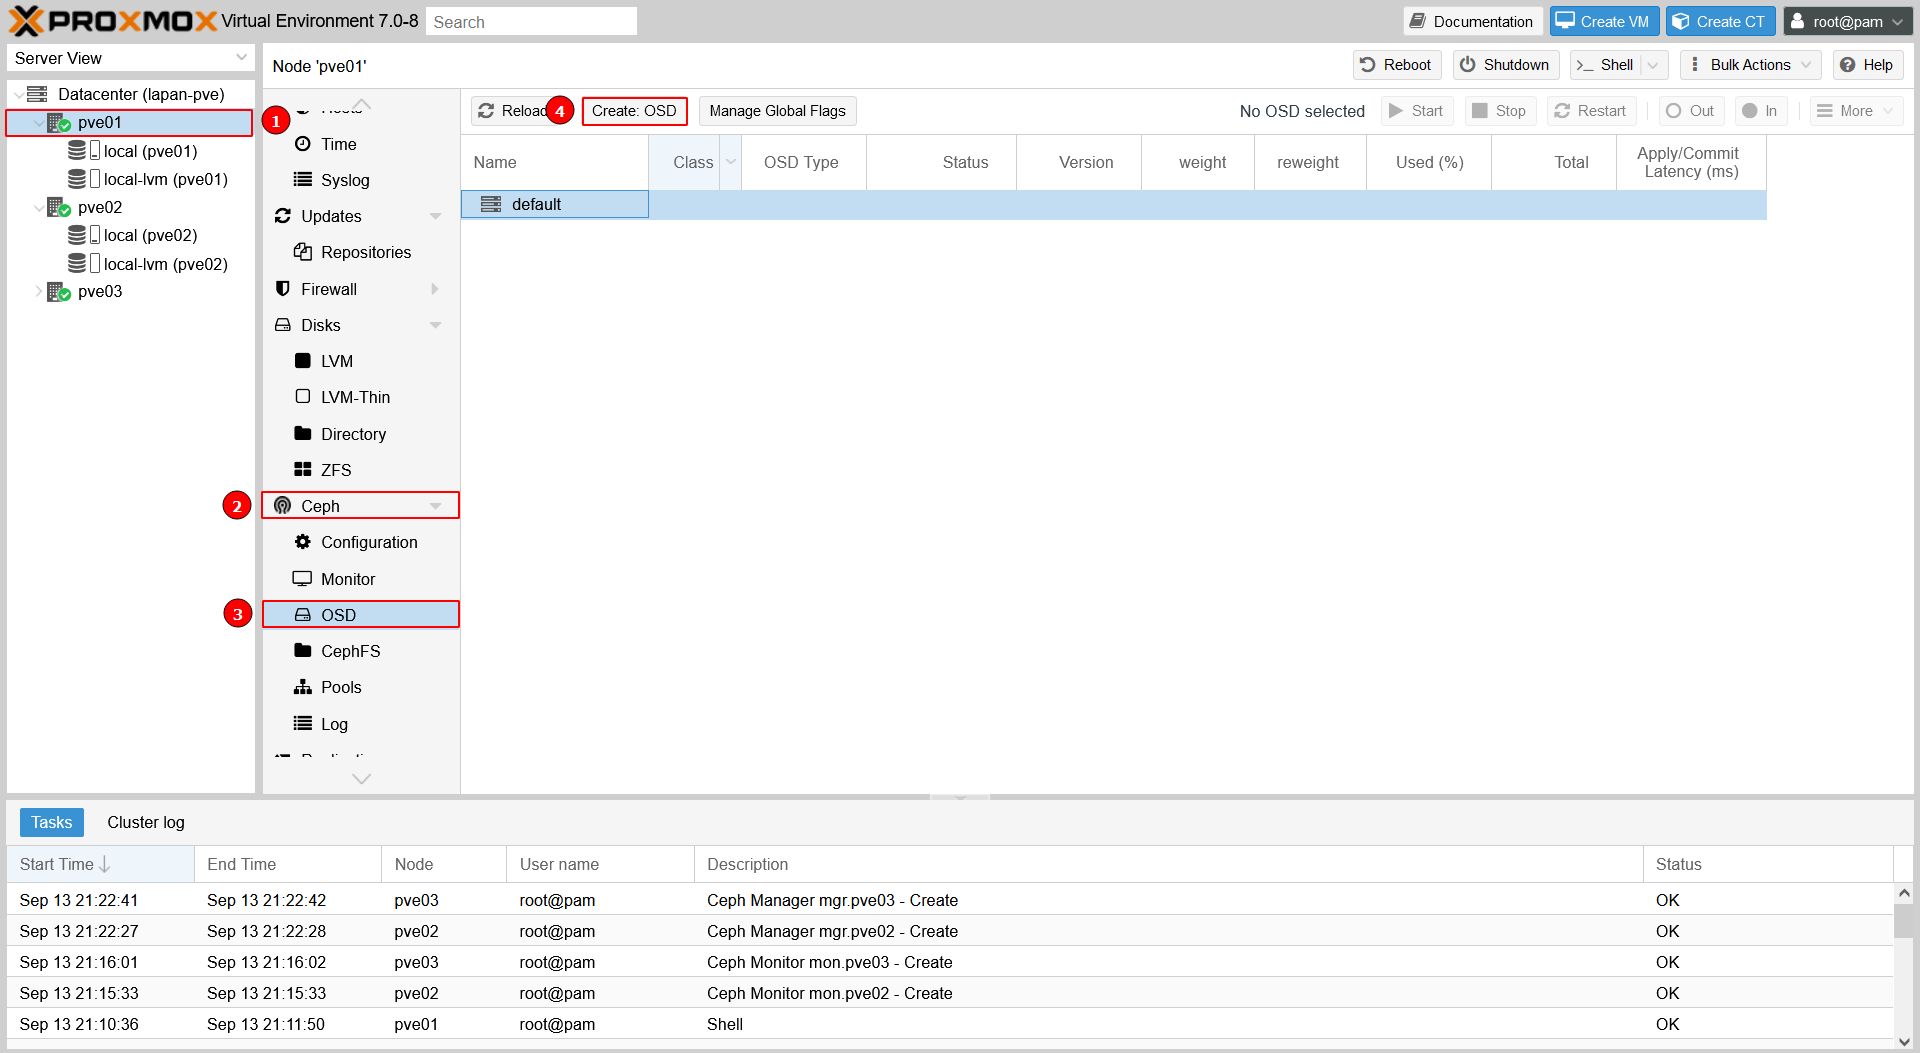 PROXMOX Virtual Environment 7.0-8 Search Documentation Create VM Create CT root@pam
Server View
Node 'pve01' Reboot Shutdown >_ Shell Bulk Actions Help
Datacenter (lapan-pve)
pve01
local (pve01)
local-lvm (pve01)
pve02
local (pve02)
local-lvm (pve02)
pve03
1
Hosts
Time
Syslog
Updates
Repositories
Firewall
Disks
LVM
LVM-Thin
Directory
ZFS
2 Ceph
Configuration
Monitor
3 OSD
CephFS
Pools
Log
Reload 4 Create: OSD Manage Global Flags No OSD selected Start Stop Restart Out In More
Name Class OSD Type Status Version weight reweight Used (%) Total Apply/Commit
Latency (ms)
default
Tasks Cluster log
Start Time End Time Node User name Description Status
Sep 13 21:22:41 Sep 13 21:22:42 pve03 root@pam Ceph Manager mgr.pve03 - Create OK
Sep 13 21:22:27 Sep 13 21:22:28 pve02 root@pam Ceph Manager mgr.pve02 - Create OK
Sep 13 21:16:01 Sep 13 21:16:02 pve03 root@pam Ceph Monitor mon.pve03 - Create OK
Sep 13 21:15:33 Sep 13 21:15:33 pve02 root@pam Ceph Monitor mon.pve02 - Create OK
Sep 13 21:10:36 Sep 13 21:11:50 pve01 root@pam Shell OK